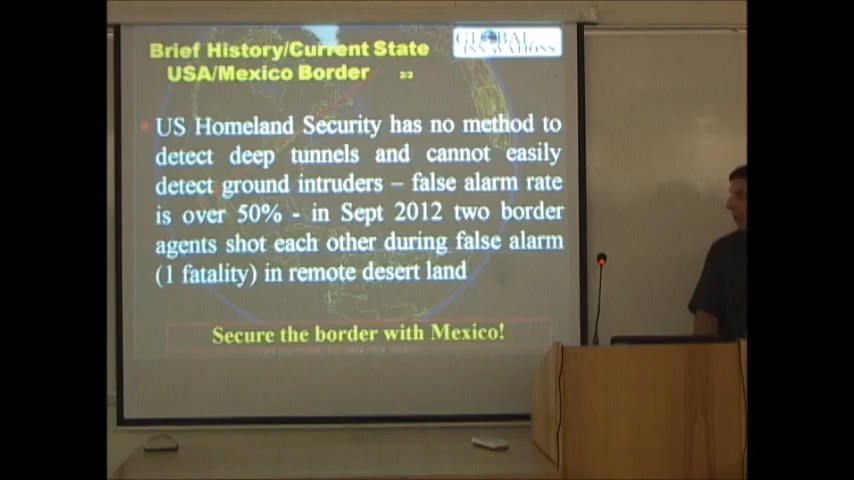 Brief History/Current State
USA/Mexico Border 2/3
GLOBAL
INNOVATIONS
US Homeland Security has no method to
detect deep tunnels and cannot easily
detect ground intruders – false alarm rate
is over 50% - in Sept 2012 two border
agents shot each other during false alarm
(1 fatality) in remote desert land
Secure the border with Mexico!